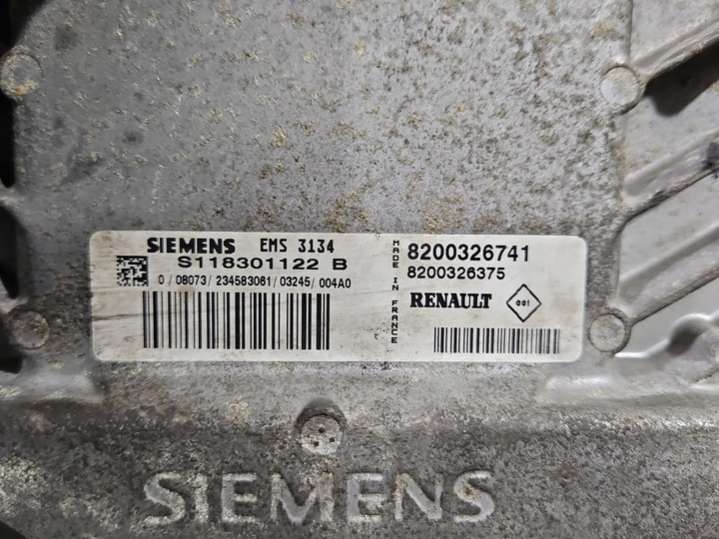 SIEMENS EMS 3134
S118301122 B
0 / 08073 / 234583061 / 03245 / 004A0
MADE IN FRANCE
8200326741
8200326375
RENAULT 001
SIEMENS